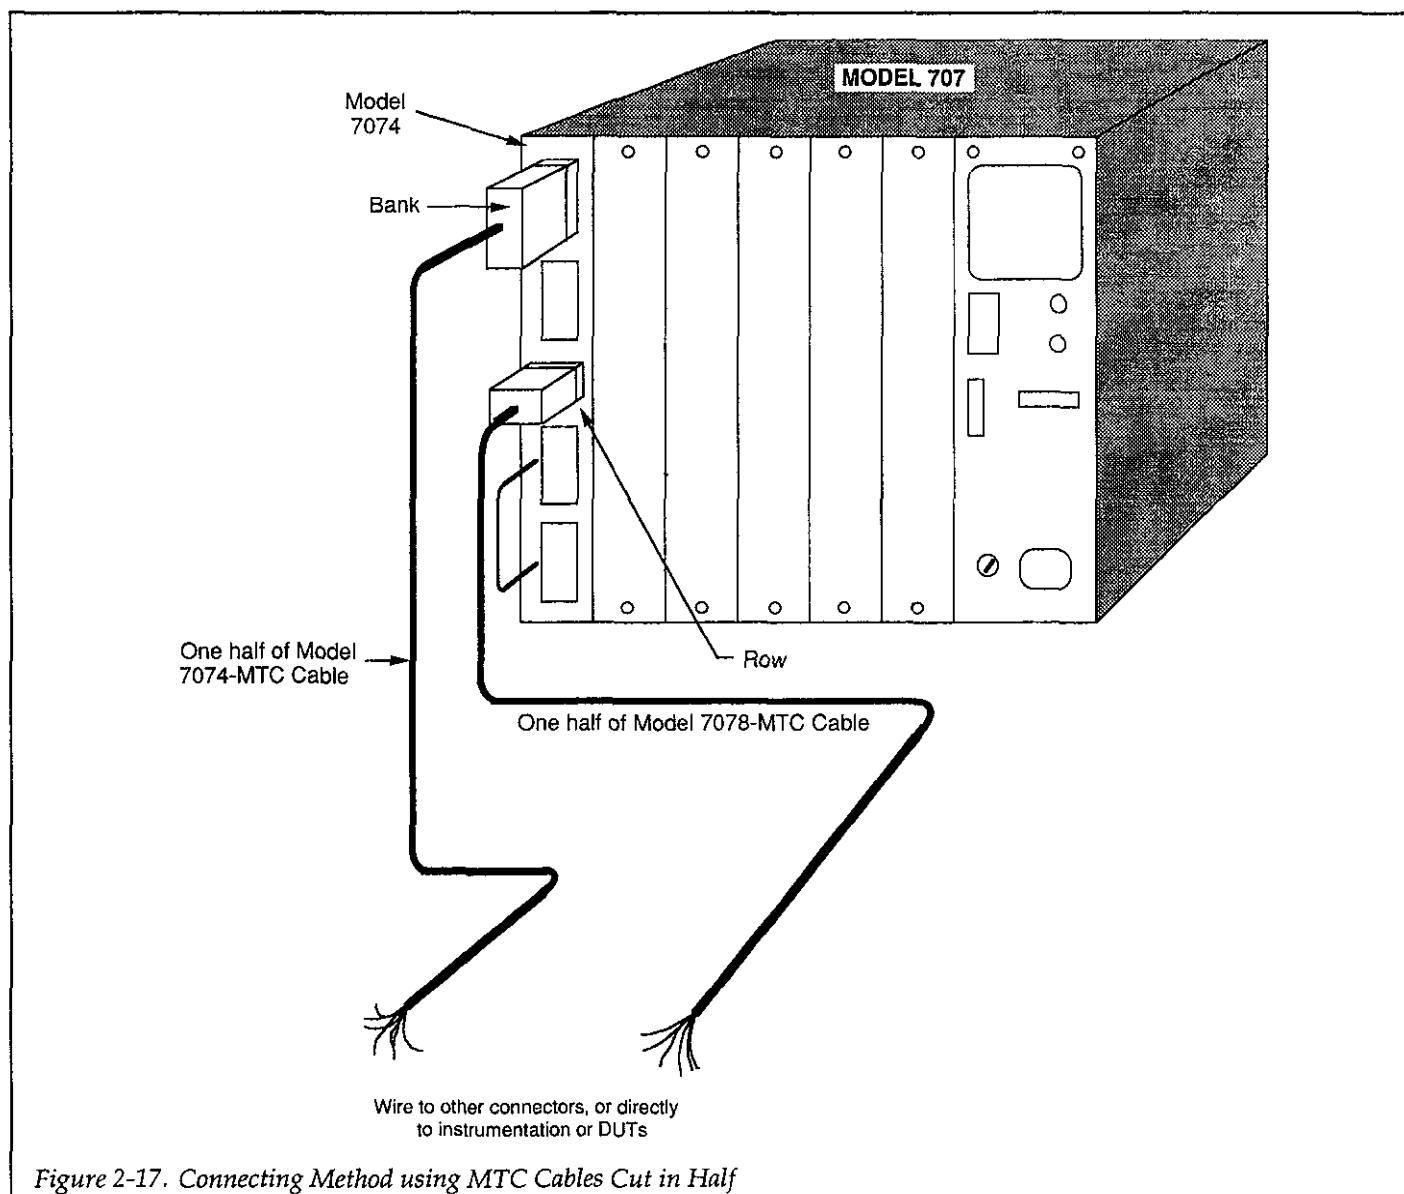 MODEL 707
Model
7074
Bank
One half of Model
7074-MTC Cable
Row
One half of Model 7078-MTC Cable
Wire to other connectors, or directly
to instrumentation or DUTs
Figure 2-17. Connecting Method using MTC Cables Cut in Half